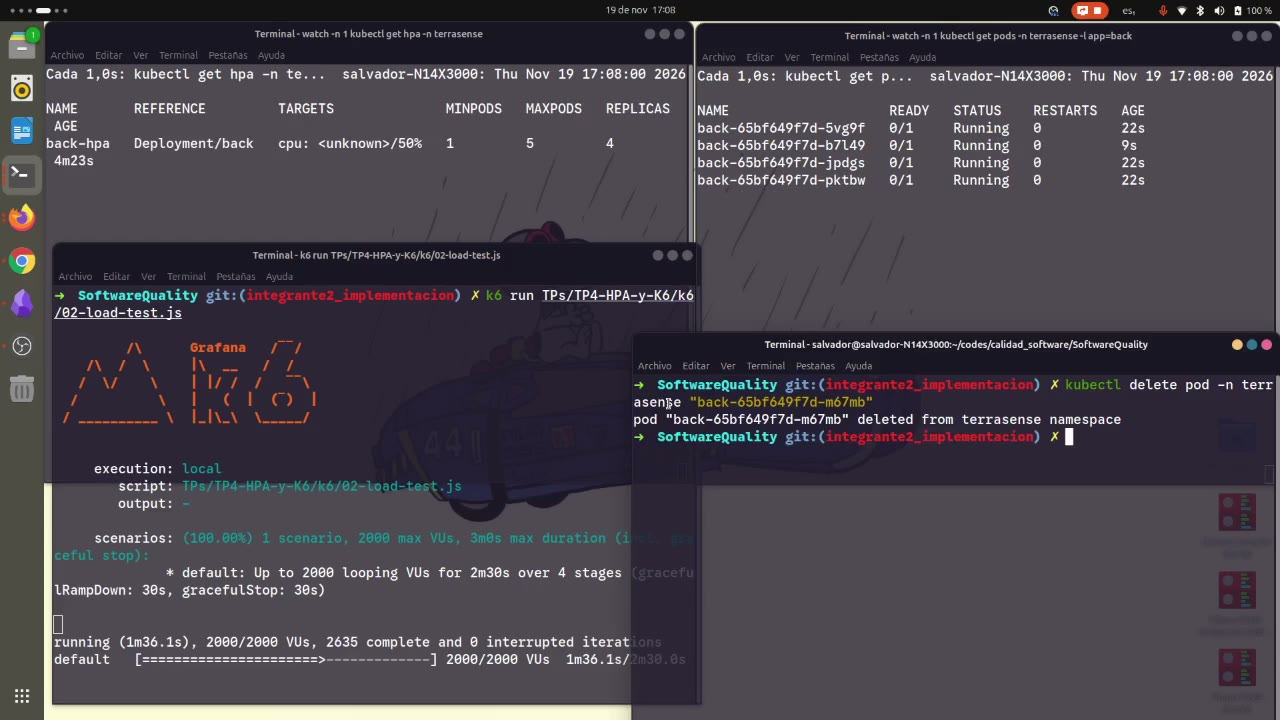 19 de nov 17:08
es₁
100 %
1
Terminal - watch -n 1 kubectl get hpa -n terrasense
Archivo Editar Ver Terminal Pestañas Ayuda
Cada 1,0s: kubectl get hpa -n te... salvador-N14X3000: Thu Nov 19 17:08:00 2026
NAME REFERENCE TARGETS MINPODS MAXPODS REPLICAS
AGE
back-hpa Deployment/back cpu: <unknown>/50% 1 5 4
4m23s
Terminal - watch -n 1 kubectl get pods -n terrasense -l app=back
Archivo Editar Ver Terminal Pestañas Ayuda
Cada 1,0s: kubectl get p... salvador-N14X3000: Thu Nov 19 17:08:00 2026
NAME READY STATUS RESTARTS AGE
back-65bf649f7d-5vg9f 0/1 Running 0 22s
back-65bf649f7d-b7l49 0/1 Running 0 9s
back-65bf649f7d-jpdgs 0/1 Running 0 22s
back-65bf649f7d-pktbw 0/1 Running 0 22s
Terminal - k6 run TPs/TP4-HPA-y-K6/k6/02-load-test.js
Archivo Editar Ver Terminal Pestañas Ayuda
➜ SoftwareQuality git:(integrante2_implementacion) ✗ k6 run TPs/TP4-HPA-y-K6/k6
/02-load-test.js
Grafana
execution: local
script: TPs/TP4-HPA-y-K6/k6/02-load-test.js
output: -
scenarios: (100.00%) 1 scenario, 2000 max VUs, 3m0s max duration (incl. gra
ceful stop):
* default: Up to 2000 looping VUs for 2m30s over 4 stages (gracefu
lRampDown: 30s, gracefulStop: 30s)
running (1m36.1s), 2000/2000 VUs, 2635 complete and 0 interrupted iterations
default [======================>-------------] 2000/2000 VUs 1m36.1s/2m30.0s
Terminal - salvador@salvador-N14X3000:~/codes/calidad_software/SoftwareQuality
Archivo Editar Ver Terminal Pestañas Ayuda
➜ SoftwareQuality git:(integrante2_implementacion) ✗ kubectl delete pod -n terr
asense "back-65bf649f7d-m67mb"
pod "back-65bf649f7d-m67mb" deleted from terrasense namespace
➜ SoftwareQuality git:(integrante2_implementacion) ✗
441